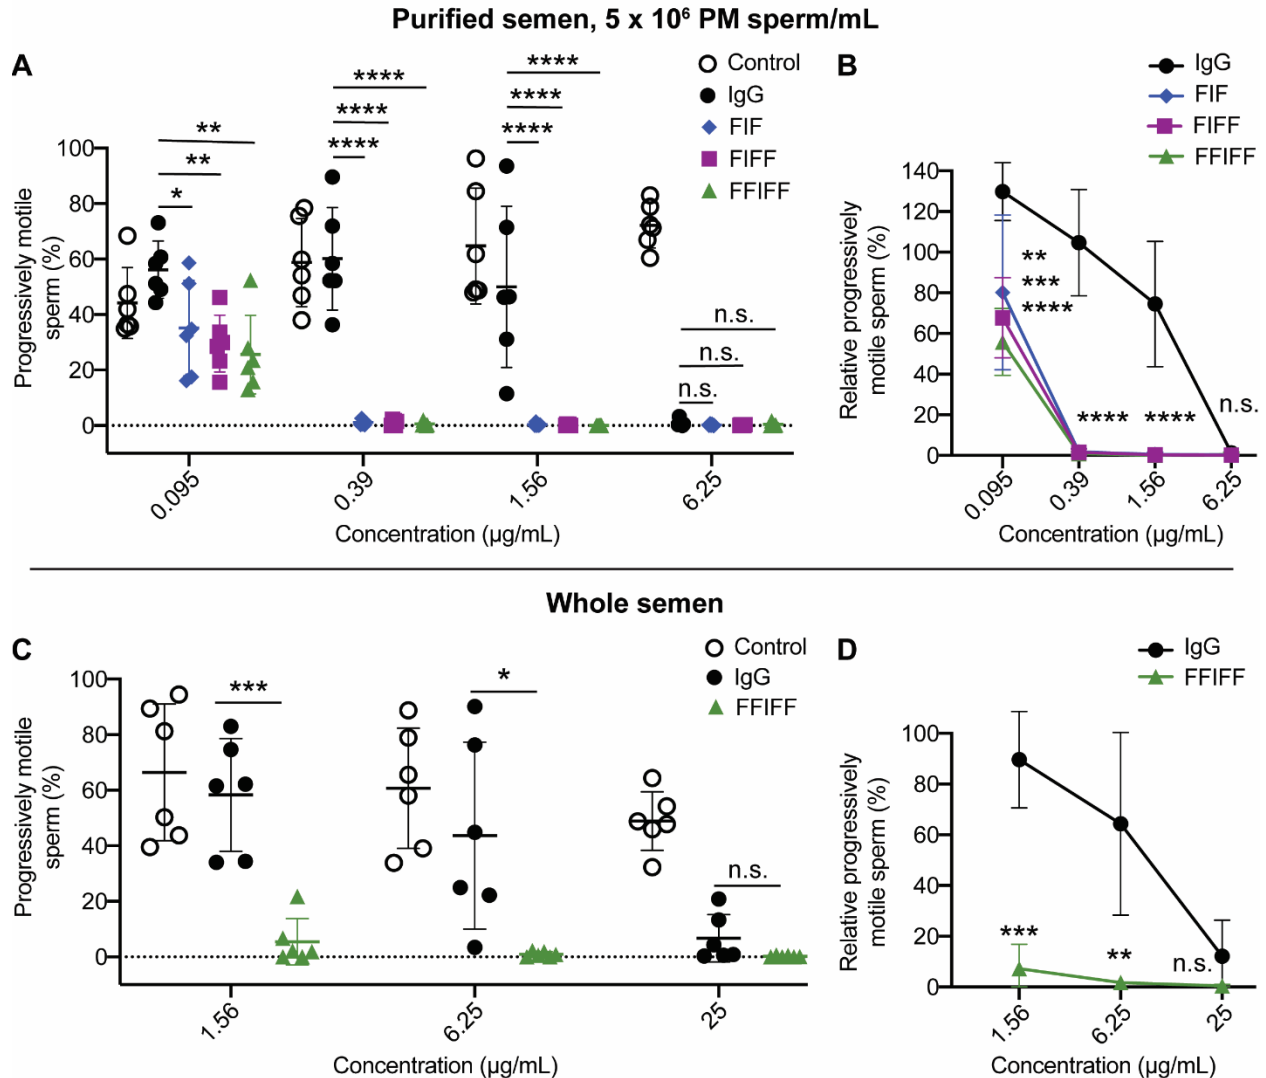 Purified semen, 5 x 10⁶ PM sperm/mL
A
Control
IgG
FIF
FIFF
FFIFF
****
****
****
****
****
****
**
**
*
n.s.
n.s.
n.s.
100
80
60
40
20
0
Progressively motile
sperm (%)
0.095
0.39
1.56
6.25
Concentration (µg/mL)
B
IgG
FIF
FIFF
FFIFF
140
120
100
80
60
40
20
0
Relative progressively
motile sperm (%)
**
***
****
****
****
n.s.
0.095
0.39
1.56
6.25
Concentration (µg/mL)
Whole semen
C
Control
IgG
FFIFF
***
*
n.s.
100
80
60
40
20
0
Progressively motile
sperm (%)
1.56
6.25
25
Concentration (µg/mL)
D
IgG
FFIFF
100
80
60
40
20
0
Relative progressively
motile sperm (%)
***
**
n.s.
1.56
6.25
25
Concentration (µg/mL)